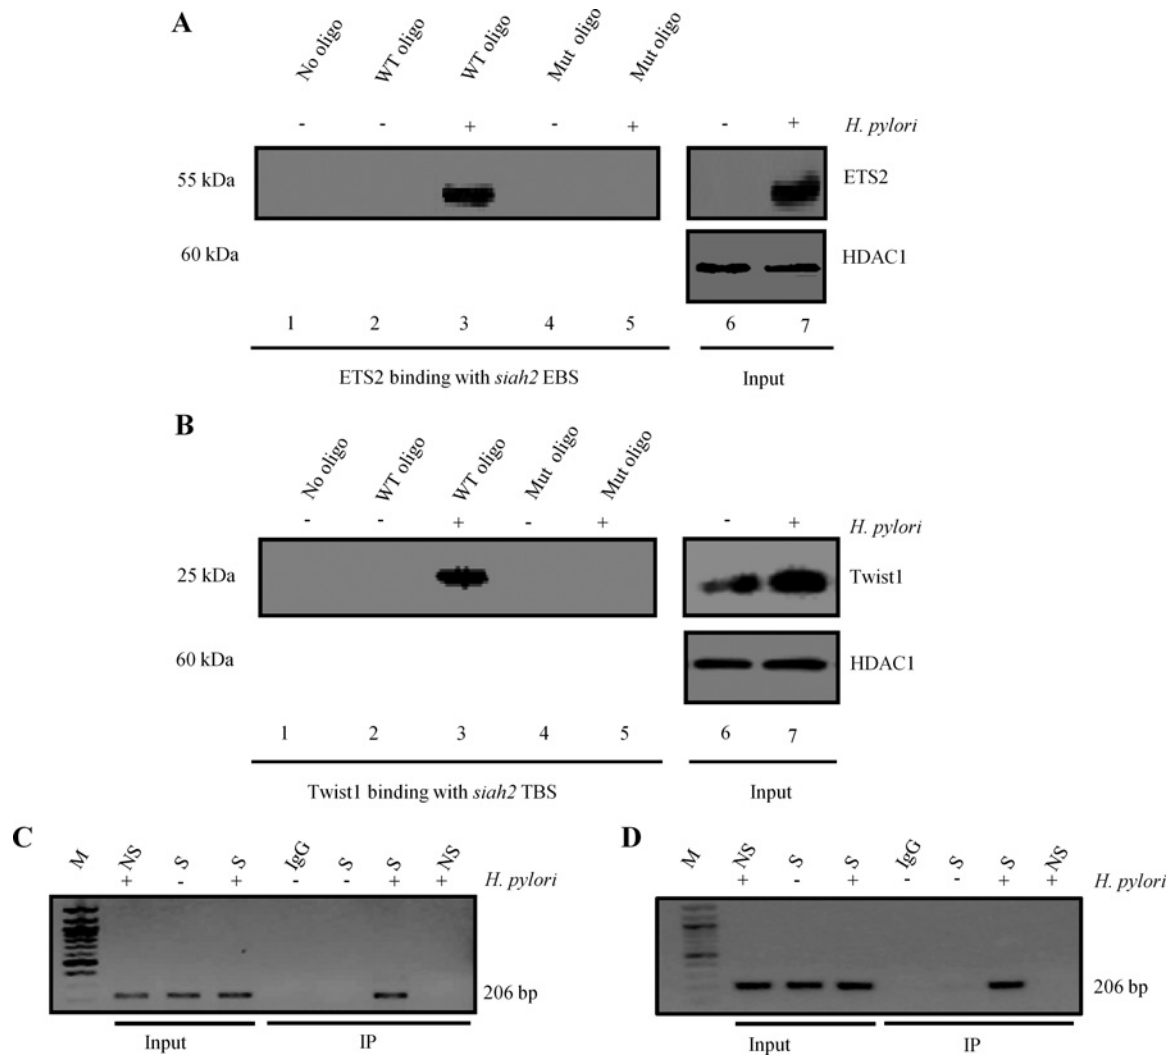 A
No oligo
WT oligo
WT oligo
Mut oligo
Mut oligo
- - + - + - + H. pylori
55 kDa
ETS2
60 kDa
HDAC1
1 2 3 4 5 6 7
ETS2 binding with siah2 EBS
Input
B
No oligo
WT oligo
WT oligo
Mut oligo
Mut oligo
- - + - + - + H. pylori
25 kDa
Twist1
60 kDa
HDAC1
1 2 3 4 5 6 7
Twist1 binding with siah2 TBS
Input
C
M NS S S IgG S S NS
+ - + - - + + H. pylori
206 bp
Input IP
D
M NS S S IgG S S NS
+ - + - - + + H. pylori
206 bp
Input IP